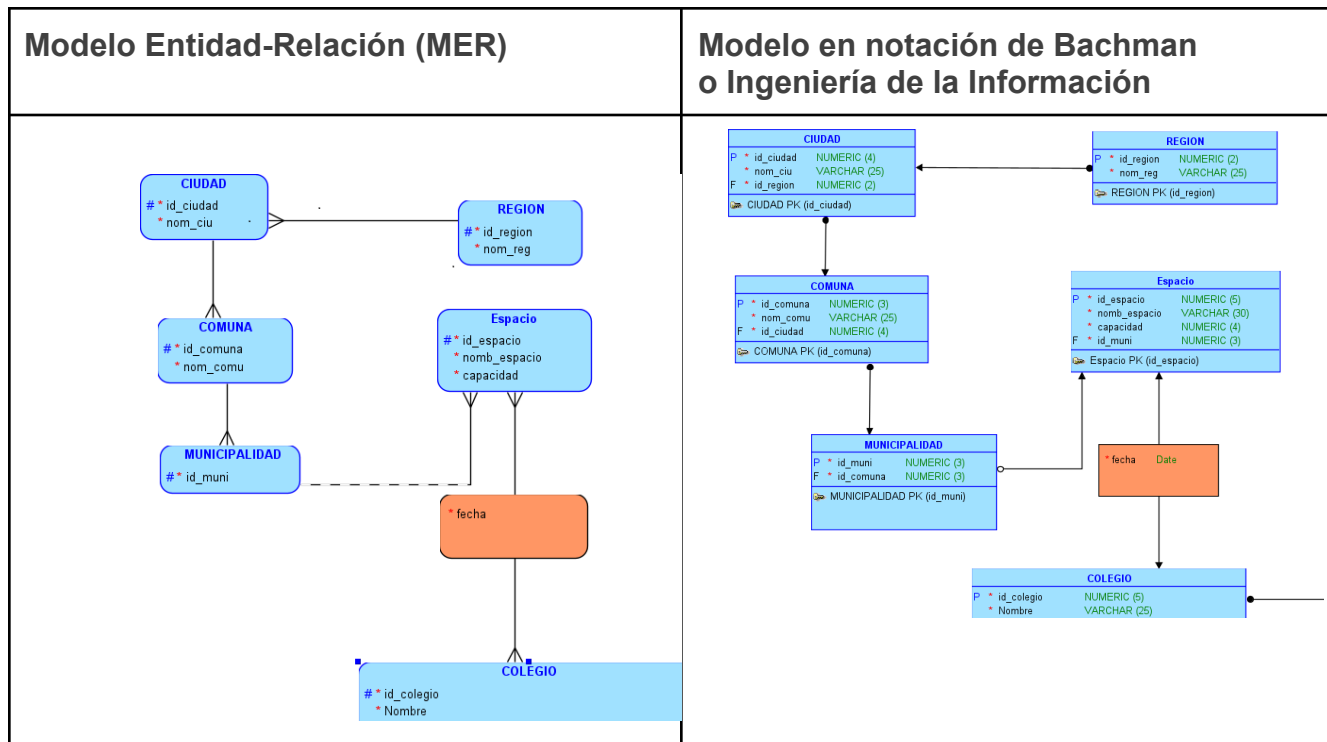 Modelo Entidad-Relación (MER)
CIUDAD
# * id_ciudad
* nom_ciu
REGION
# * id_region
* nom_reg
COMUNA
# * id_comuna
* nom_comu
Espacio
# * id_espacio
* nomb_espacio
* capacidad
MUNICIPALIDAD
# * id_muni
* fecha
COLEGIO
# * id_colegio
* Nombre
Modelo en notación de Bachman
o Ingeniería de la Información
CIUDAD
P * id_ciudad NUMERIC (4)
* nom_ciu VARCHAR (25)
F * id_region NUMERIC (2)
CIUDAD PK (id_ciudad)
REGION
P * id_region NUMERIC (2)
* nom_reg VARCHAR (25)
REGION PK (id_region)
COMUNA
P * id_comuna NUMERIC (3)
* nom_comu VARCHAR (25)
F * id_ciudad NUMERIC (4)
COMUNA PK (id_comuna)
Espacio
P * id_espacio NUMERIC (5)
* nomb_espacio VARCHAR (30)
* capacidad NUMERIC (4)
F * id_muni NUMERIC (3)
Espacio PK (id_espacio)
MUNICIPALIDAD
P * id_muni NUMERIC (3)
F * id_comuna NUMERIC (3)
MUNICIPALIDAD PK (id_muni)
* fecha Date
COLEGIO
P * id_colegio NUMERIC (5)
* Nombre VARCHAR (25)